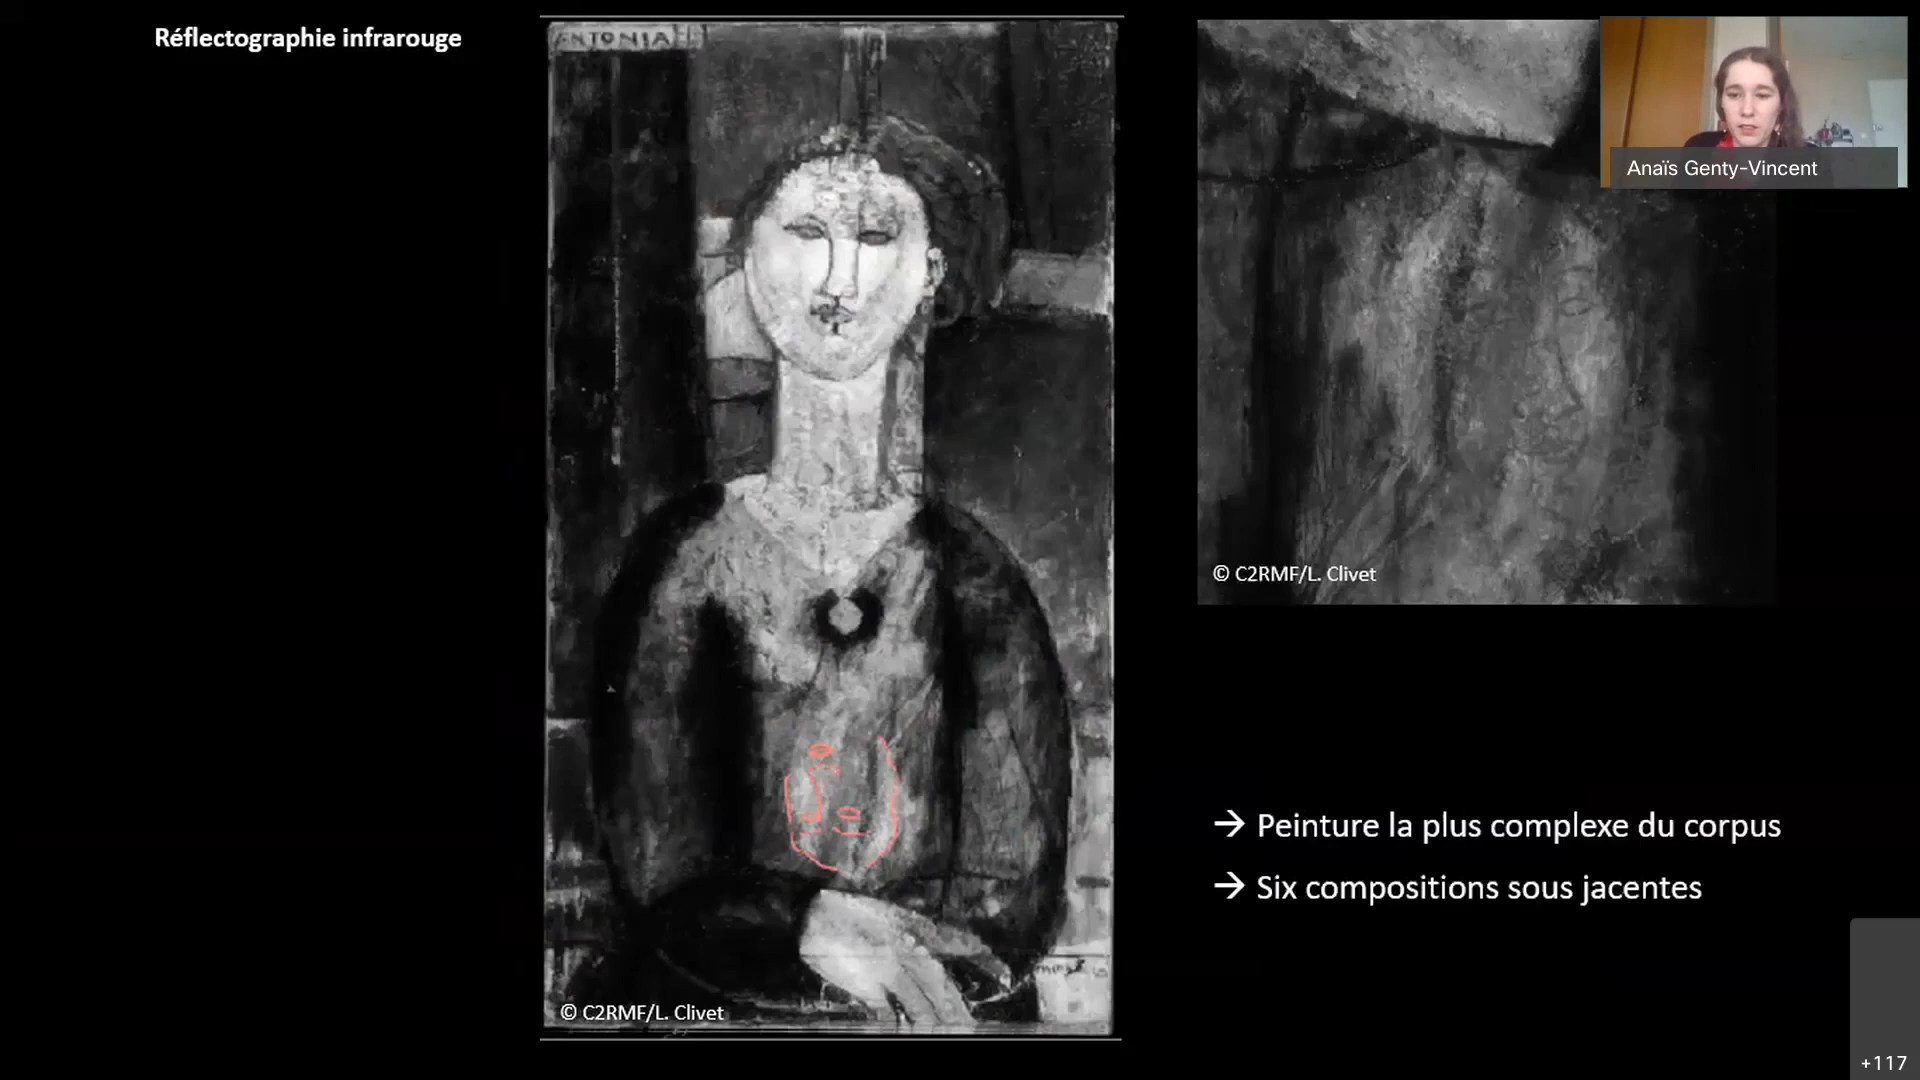 Réflectographie infrarouge
ANTONIA
Anaïs Genty-Vincent
© C2RMF/L. Clivet
→ Peinture la plus complexe du corpus
→ Six compositions sous jacentes
© C2RMF/L. Clivet
+117